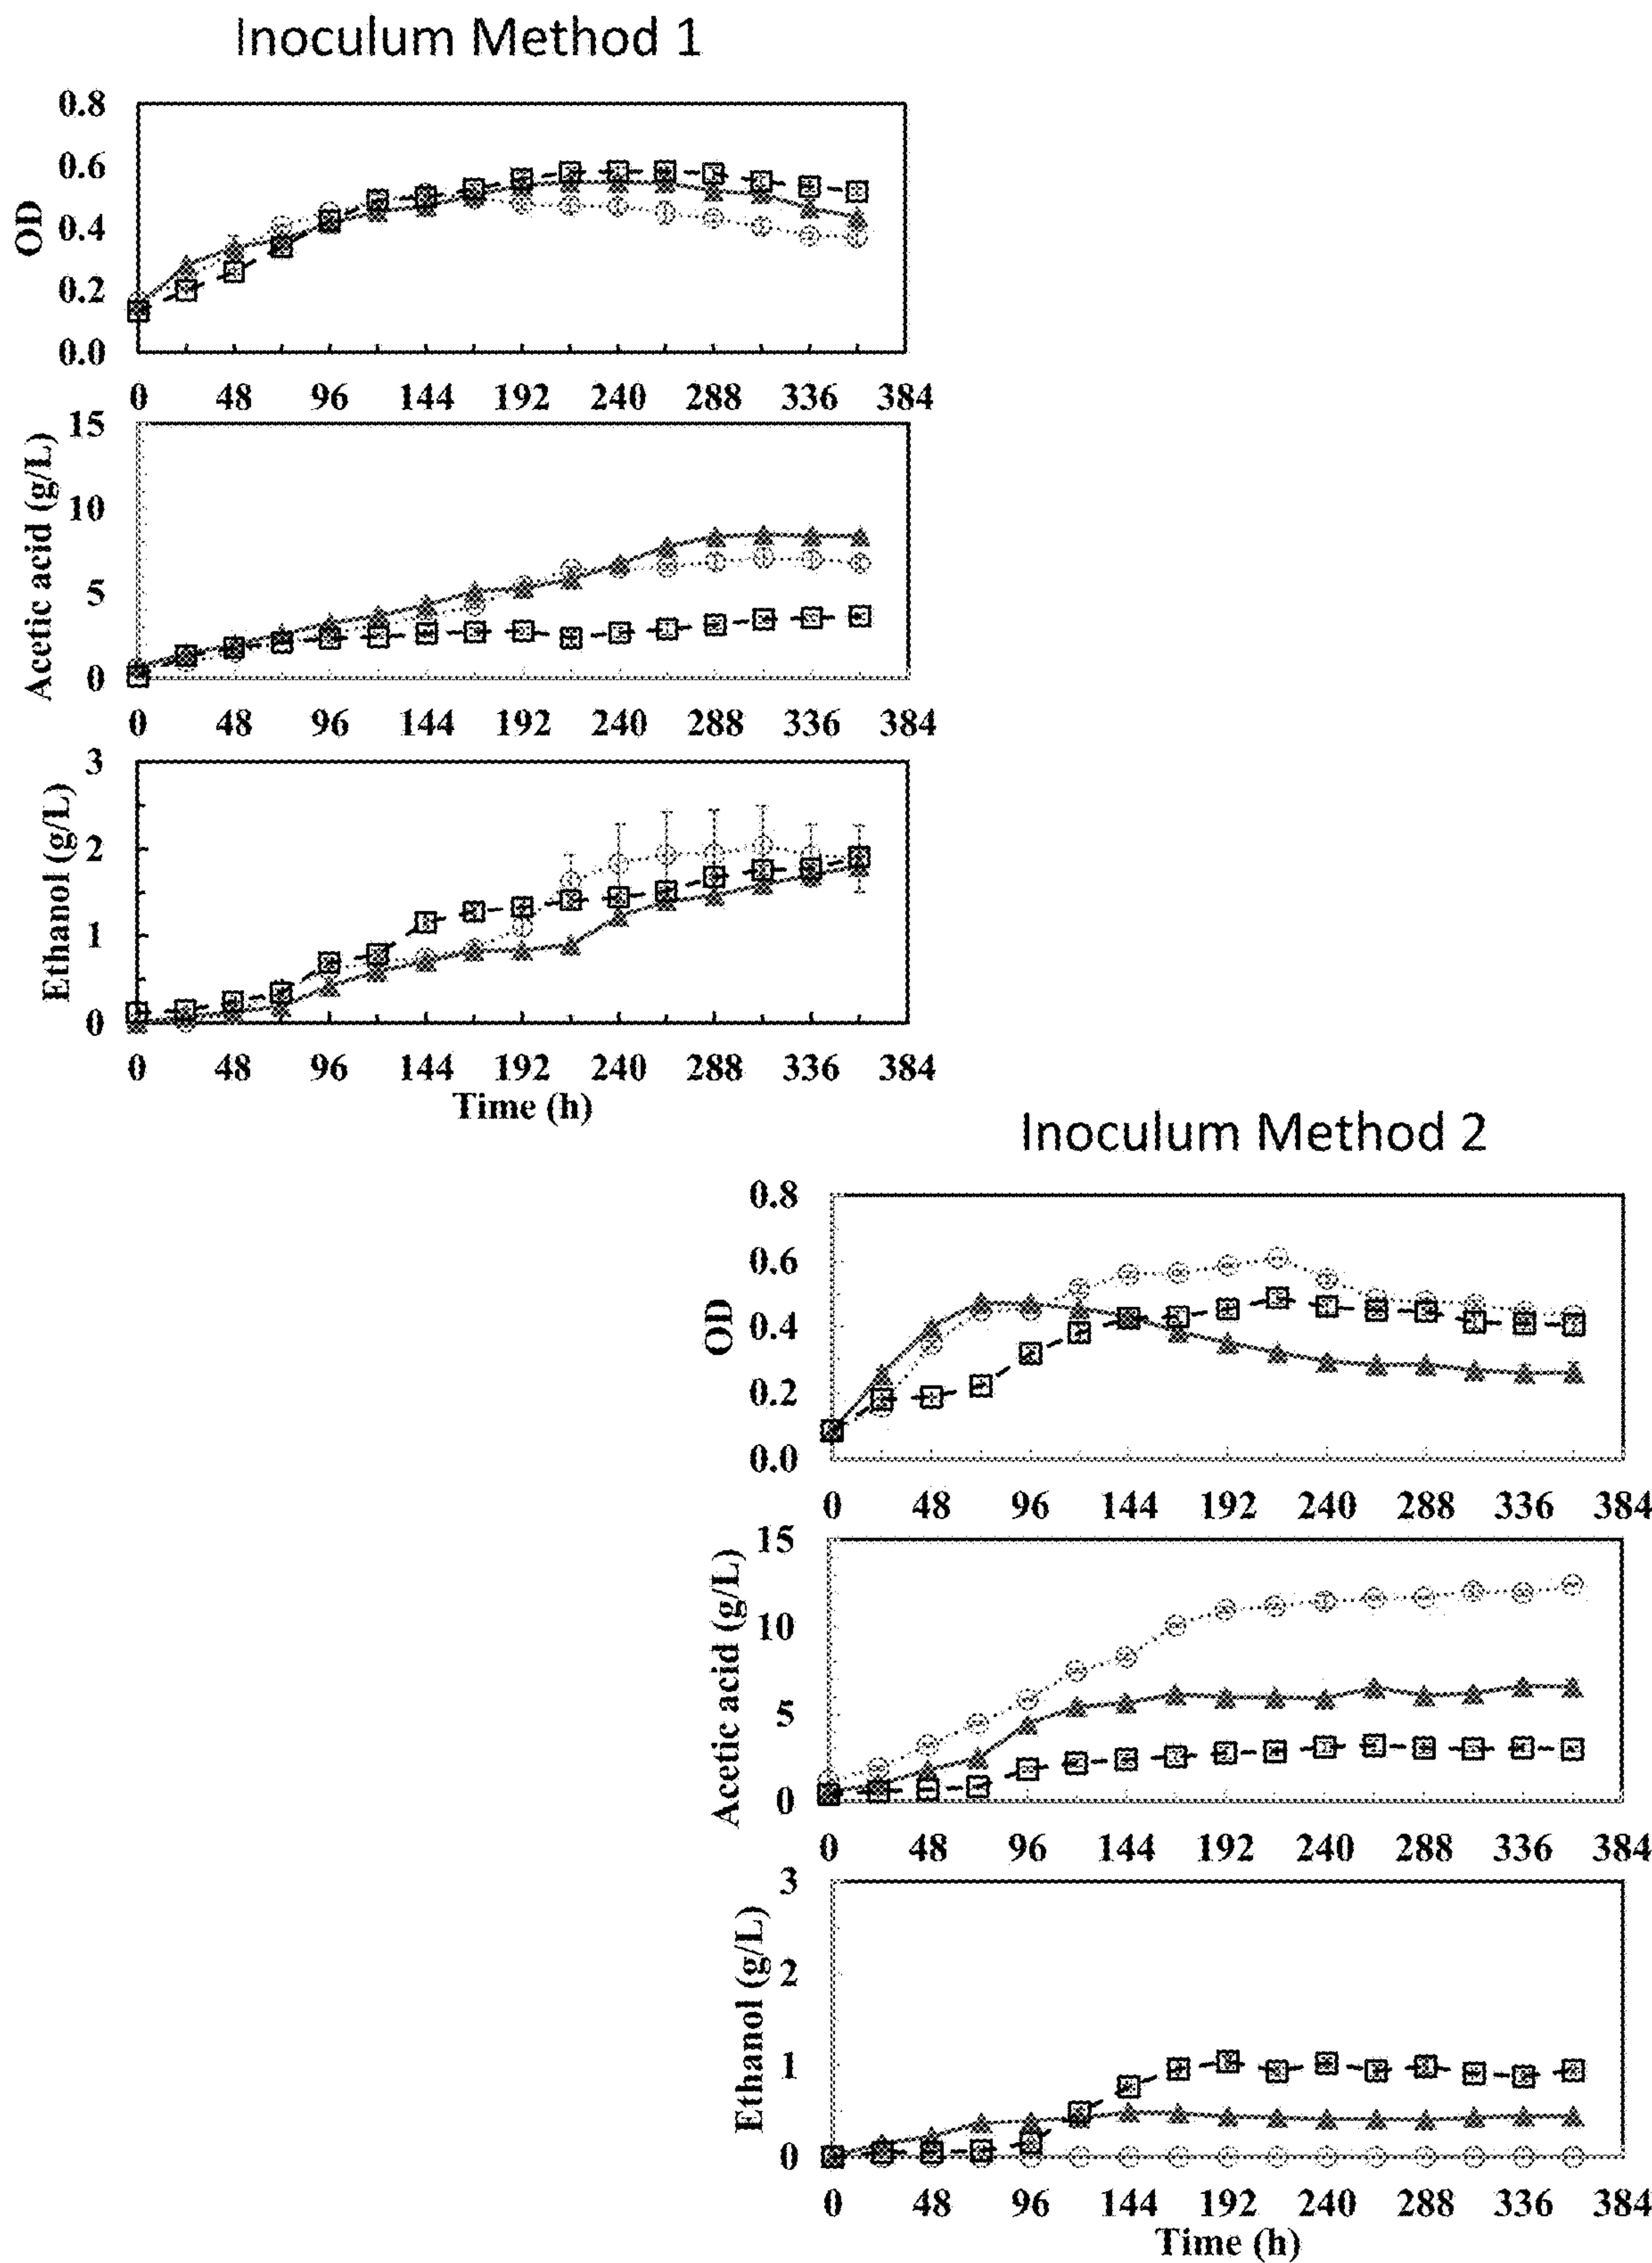 Inoculum Method 1
0.8
0.6
0.4
0.2
0.0
OD
0 48 96 144 192 240 288 336 384
15
10
5
0
Acetic acid (g/L)
0 48 96 144 192 240 288 336 384
3
2
1
0
Ethanol (g/L)
0 48 96 144 192 240 288 336 384
Time (h)
Inoculum Method 2
0.8
0.6
0.4
0.2
0.0
OD
0 48 96 144 192 240 288 336 384
15
10
5
0
Acetic acid (g/L)
0 48 96 144 192 240 288 336 384
3
2
1
0
Ethanol (g/L)
0 48 96 144 192 240 288 336 384
Time (h)